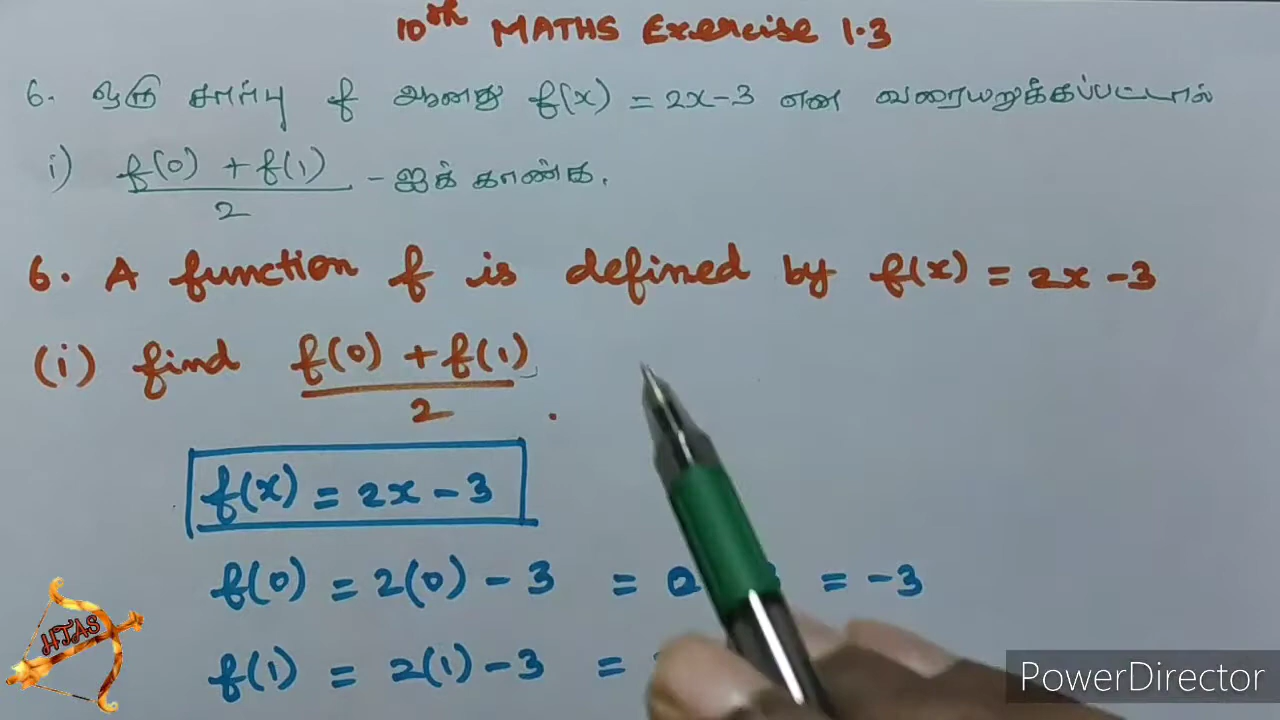 10th MATHS Exercise 1.3
6. ஒரு சார்பு f ஆனது f(x) = 2x-3 என வரையறுக்கப்பட்டால்
i) f(0) + f(1) -ஐக் காண்க.
2
6. A function f is defined by f(x) = 2x -3
(i) find f(0) + f(1)
2 .
f(x) = 2x - 3
f(0) = 2(0) - 3 = 0 = -3
f(1) = 2(1) - 3 =
HTAS
PowerDirector